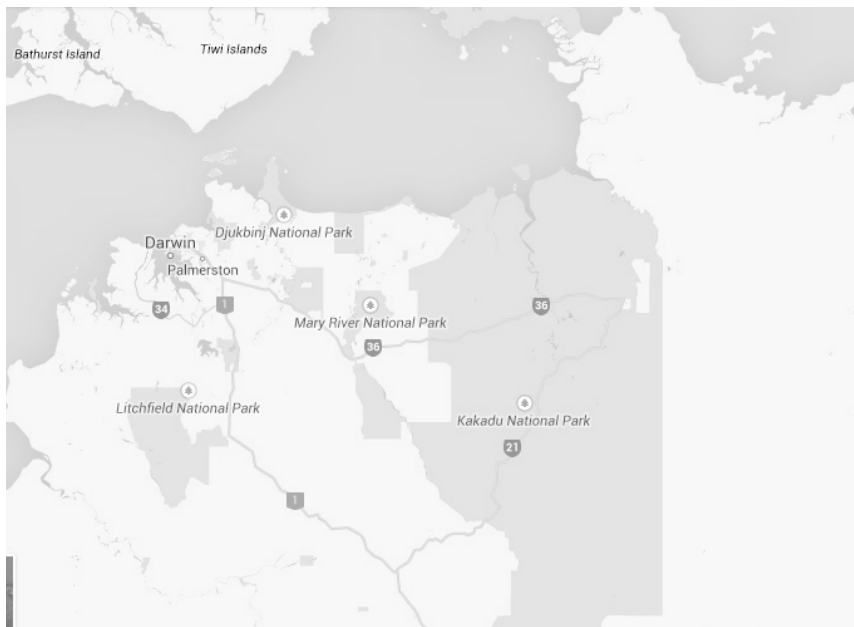 Bathurst Island
Tiwi Islands
Djukbinj National Park
Darwin
Palmerston
34
1
Mary River National Park
36
36
Litchfield National Park
Kakadu National Park
21
1